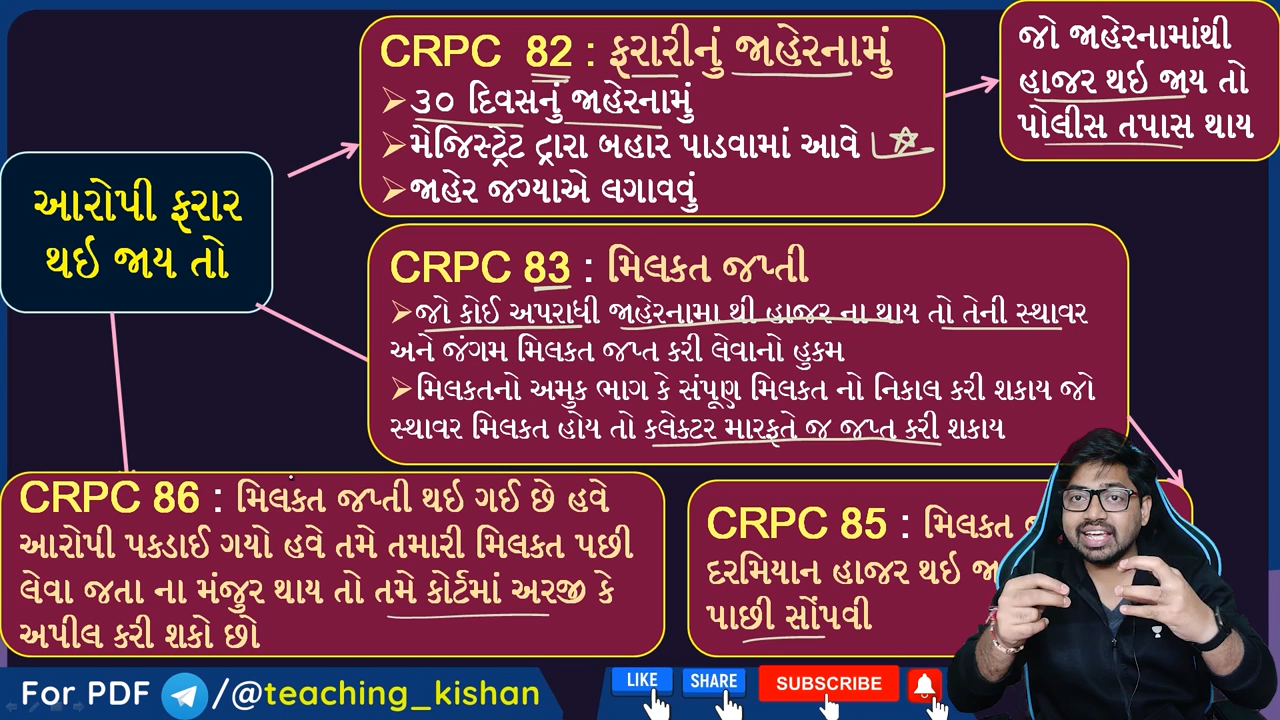 આરોપી ફરાર
થઇ જાય તો
CRPC 82 : ફરારીનું જાહેરનામું
➢૩૦ દિવસનું જાહેરનામું
➢મેજિસ્ટ્રેટ દ્રારા બહાર પાડવામાં આવે
➢જાહેર જગ્યાએ લગાવવું
જો જાહેરનામાંથી
હાજર થઇ જાય તો
પોલીસ તપાસ થાય
CRPC 83 : મિલકત જપ્તી
➢જો કોઈ અપરાધી જાહેરનામા થી હાજર ના થાય તો તેની સ્થાવર
અને જંગમ મિલકત જપ્ત કરી લેવાનો હુકમ
➢મિલકતનો અમુક ભાગ કે સંપૂણ મિલકત નો નિકાલ કરી શકાય જો
સ્થાવર મિલકત હોય તો કલેક્ટર મારફતે જ જપ્ત કરી શકાય
CRPC 86 : મિલકત જપ્તી થઇ ગઈ છે હવે
આરોપી પકડાઈ ગયો હવે તમે તમારી મિલકત પછી
લેવા જતા ના મંજુર થાય તો તમે કોર્ટમાં અરજી કે
અપીલ કરી શકો છો
CRPC 85 : મિલકત
દરમિયાન હાજર થઇ
પાછી સોંપવી
For PDF /@teaching_kishan
LIKE
SHARE
SUBSCRIBE